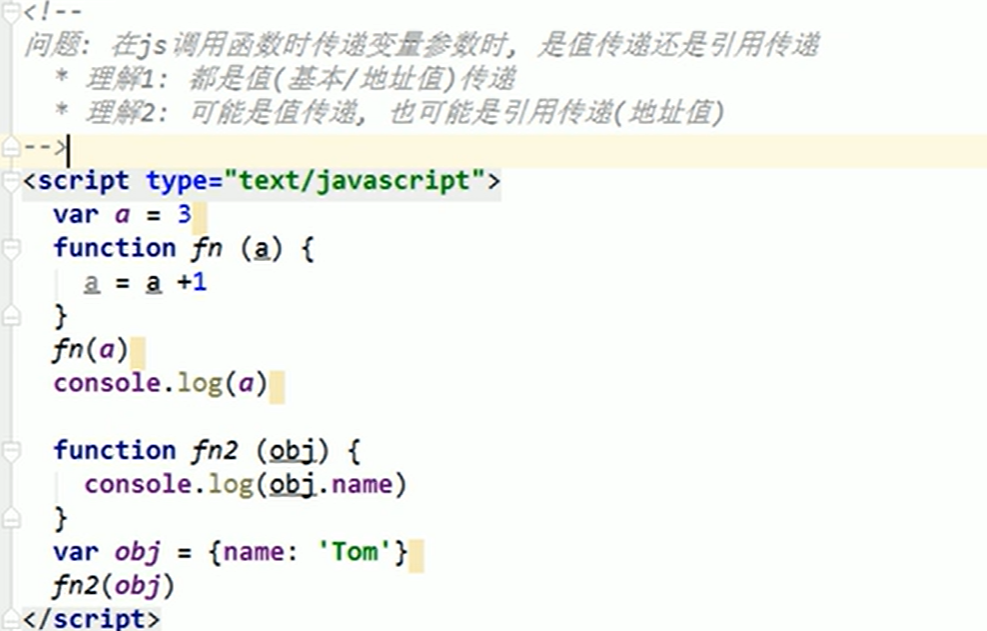 <!--
问题: 在js调用函数时传递变量参数时, 是值传递还是引用传递
* 理解1: 都是值(基本/地址值)传递
* 理解2: 可能是值传递, 也可能是引用传递(地址值)
-->
<script type="text/javascript">
var a = 3
function fn (a) {
a = a +1
}
fn(a)
console.log(a)
function fn2 (obj) {
console.log(obj.name)
}
var obj = {name: 'Tom'}
fn2(obj)
</script>